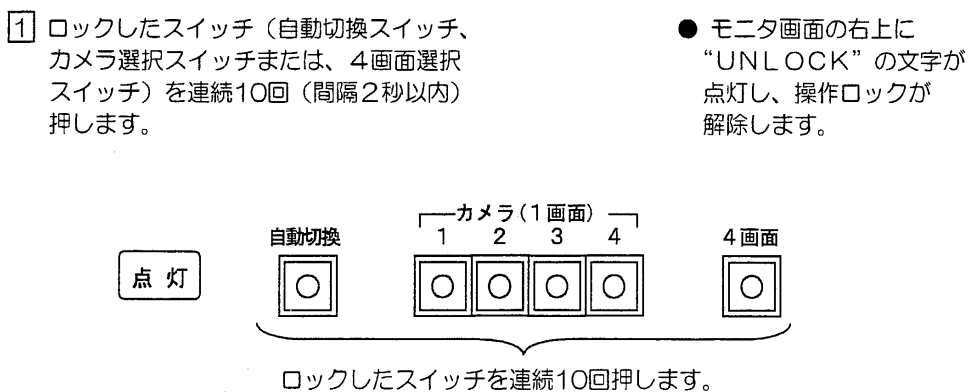 1 ロックしたスイッチ（自動切換スイッチ、
カメラ選択スイッチまたは、４画面選択
スイッチ）を連続10回（間隔２秒以内）
押します。
● モニタ画面の右上に
“UNLOCK”の文字が
点灯し、操作ロックが
解除します。
カメラ（1画面）
自動切換 1 2 3 4 4画面
点灯
ロックしたスイッチを連続10回押します。